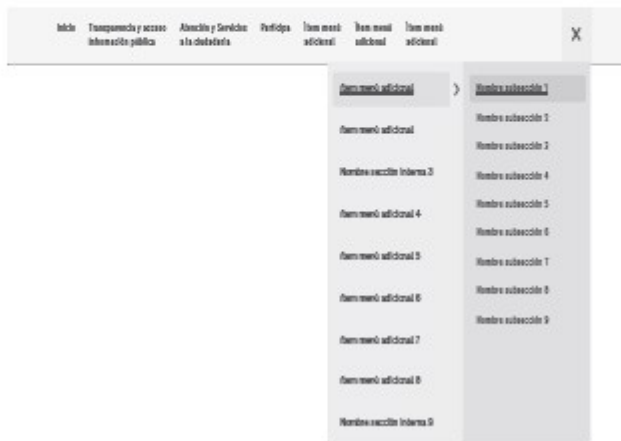 Inicio
Transparencia y acceso
información pública
Atención y Servicios
a la ciudadanía
Participa
Ítem menú
adicional
Ítem menú
adicional
Ítem menú
adicional
X
Ítem menú adicional
Ítem menú adicional
Nombre sección interna 3
Ítem menú adicional 4
Ítem menú adicional 5
Ítem menú adicional 6
Ítem menú adicional 7
Ítem menú adicional 8
Nombre sección interna 9
Nombre subsección 1
Nombre subsección 2
Nombre subsección 3
Nombre subsección 4
Nombre subsección 5
Nombre subsección 6
Nombre subsección 7
Nombre subsección 8
Nombre subsección 9